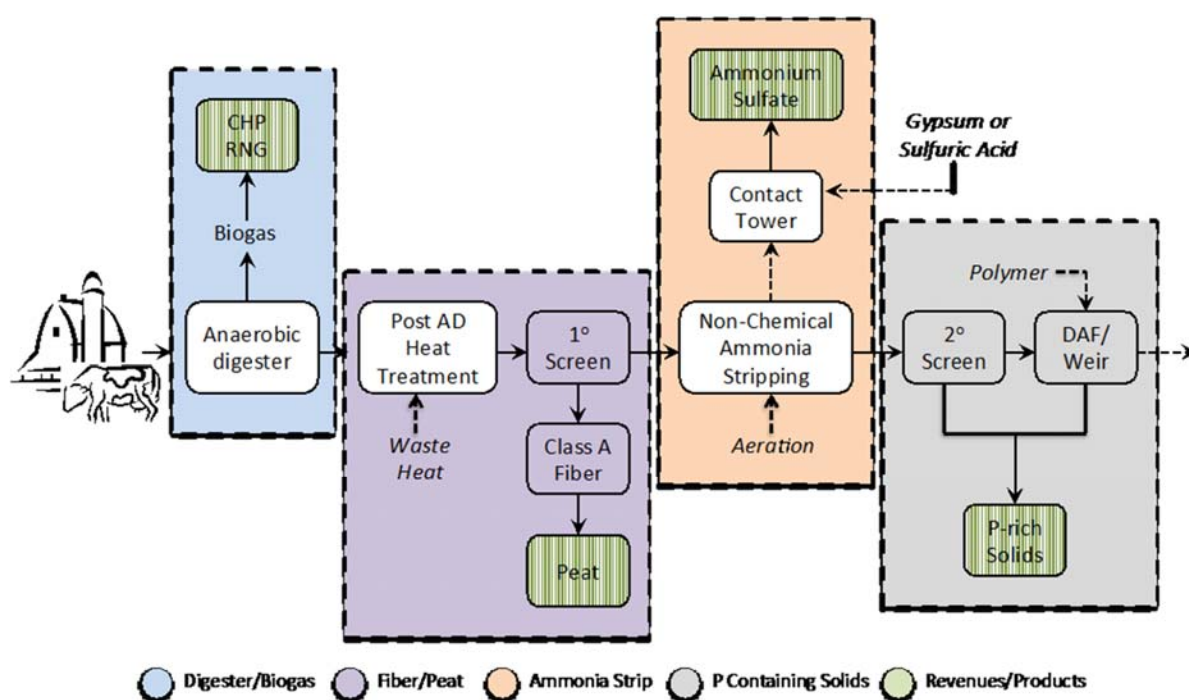 CHP
RNG
Biogas
Anaerobic
digester
Post AD
Heat
Treatment
Waste
Heat
1° Screen
Class A
Fiber
Peat
Ammonium
Sulfate
Contact
Tower
Gypsum or
Sulfuric Acid
Non-Chemical
Ammonia
Stripping
Aeration
2°
Screen
Polymer
DAF/
Weir
P-rich
Solids
Digester/Biogas
Fiber/Peat
Ammonia Strip
P Containing Solids
Revenues/Products